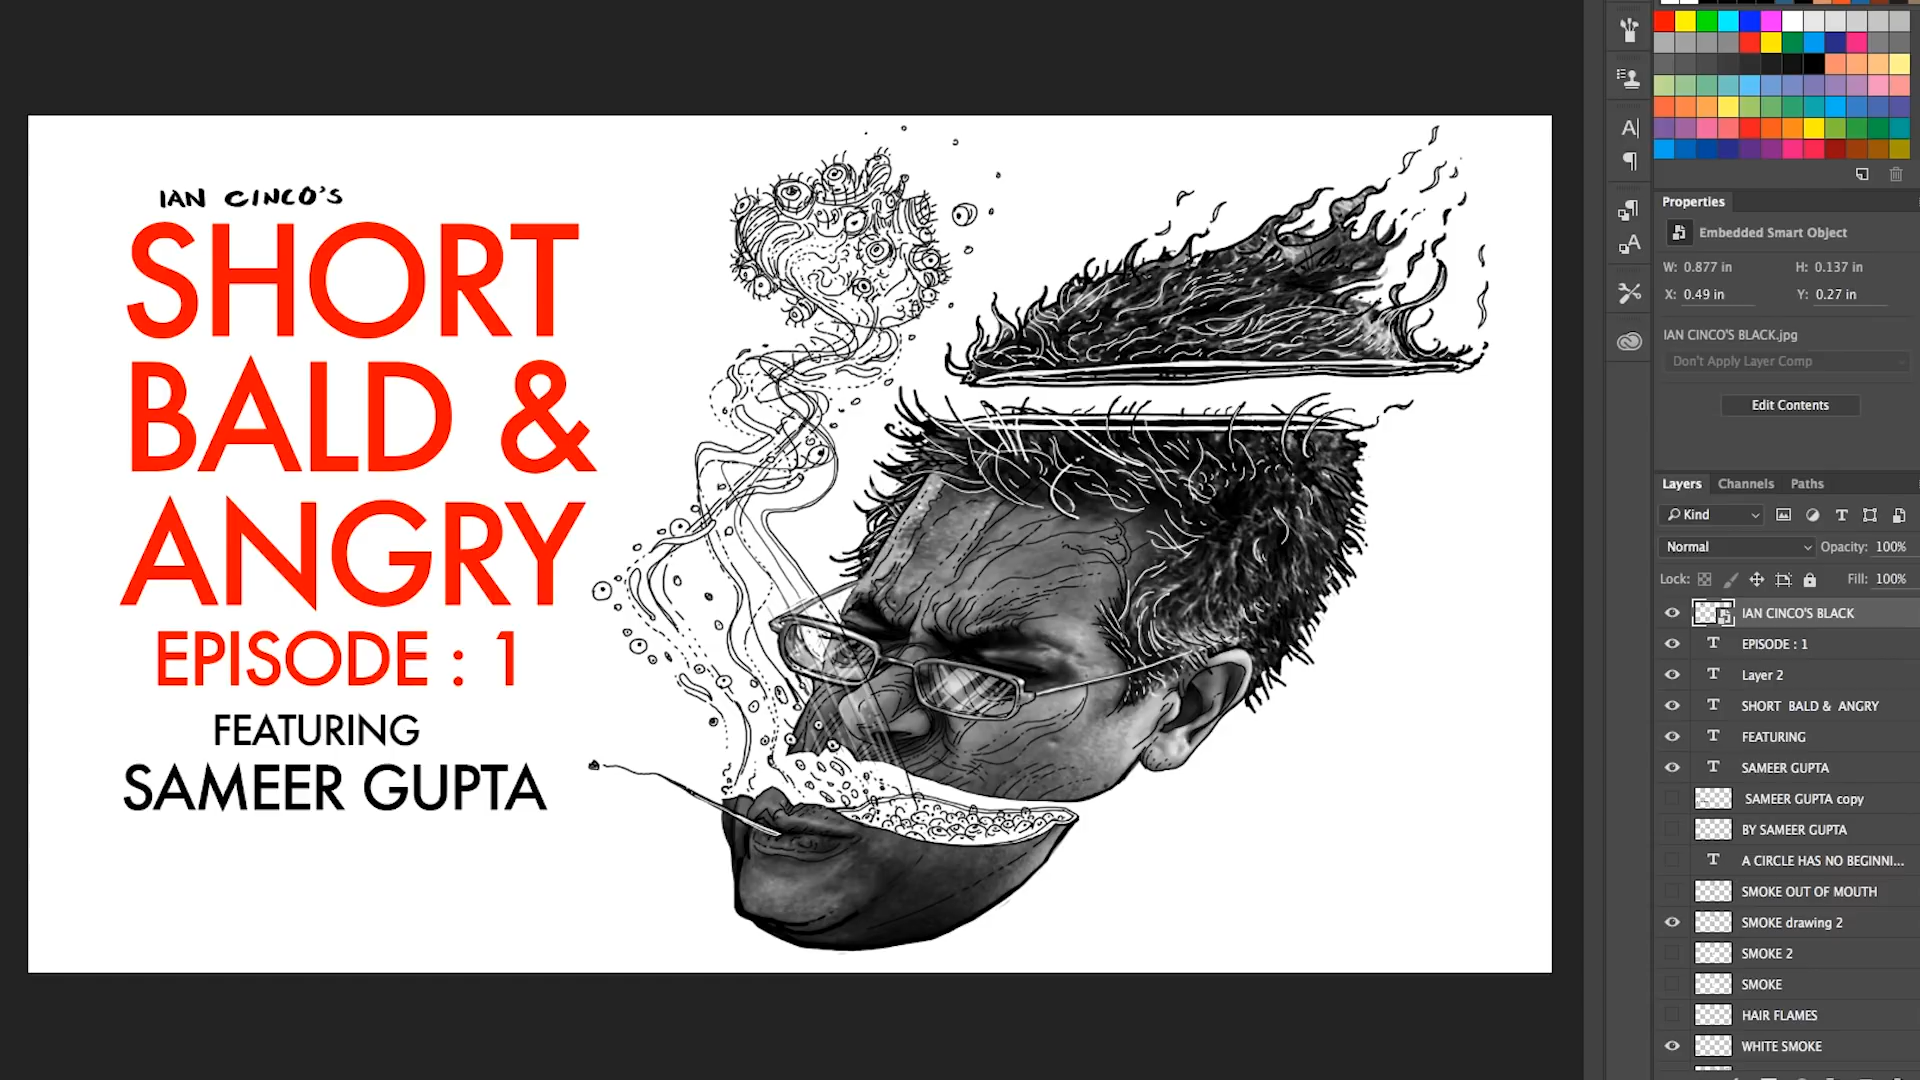 IAN CINCO'S
SHORT
BALD &
ANGRY
EPISODE : 1
FEATURING
SAMEER GUPTA
Properties
Embedded Smart Object
W: 0.877 in
H: 0.137 in
X: 0.49 in
Y: 0.27 in
IAN CINCO'S BLACK.jpg
Don't Apply Layer Comp
Edit Contents
Layers
Channels
Paths
Kind
Normal
Opacity: 100%
Lock:
Fill: 100%
IAN CINCO'S BLACK
EPISODE : 1
Layer 2
SHORT BALD & ANGRY
FEATURING
SAMEER GUPTA
SAMEER GUPTA copy
BY SAMEER GUPTA
A CIRCLE HAS NO BEGINNI...
SMOKE OUT OF MOUTH
SMOKE drawing 2
SMOKE 2
SMOKE
HAIR FLAMES
WHITE SMOKE